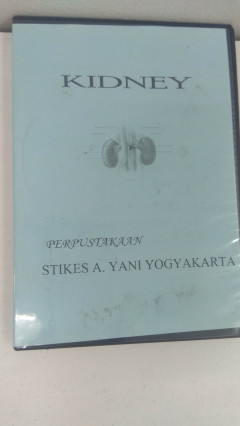 KIDNEY
PERPUSTAKAAN
STIKES A. YANI YOGYAKARTA